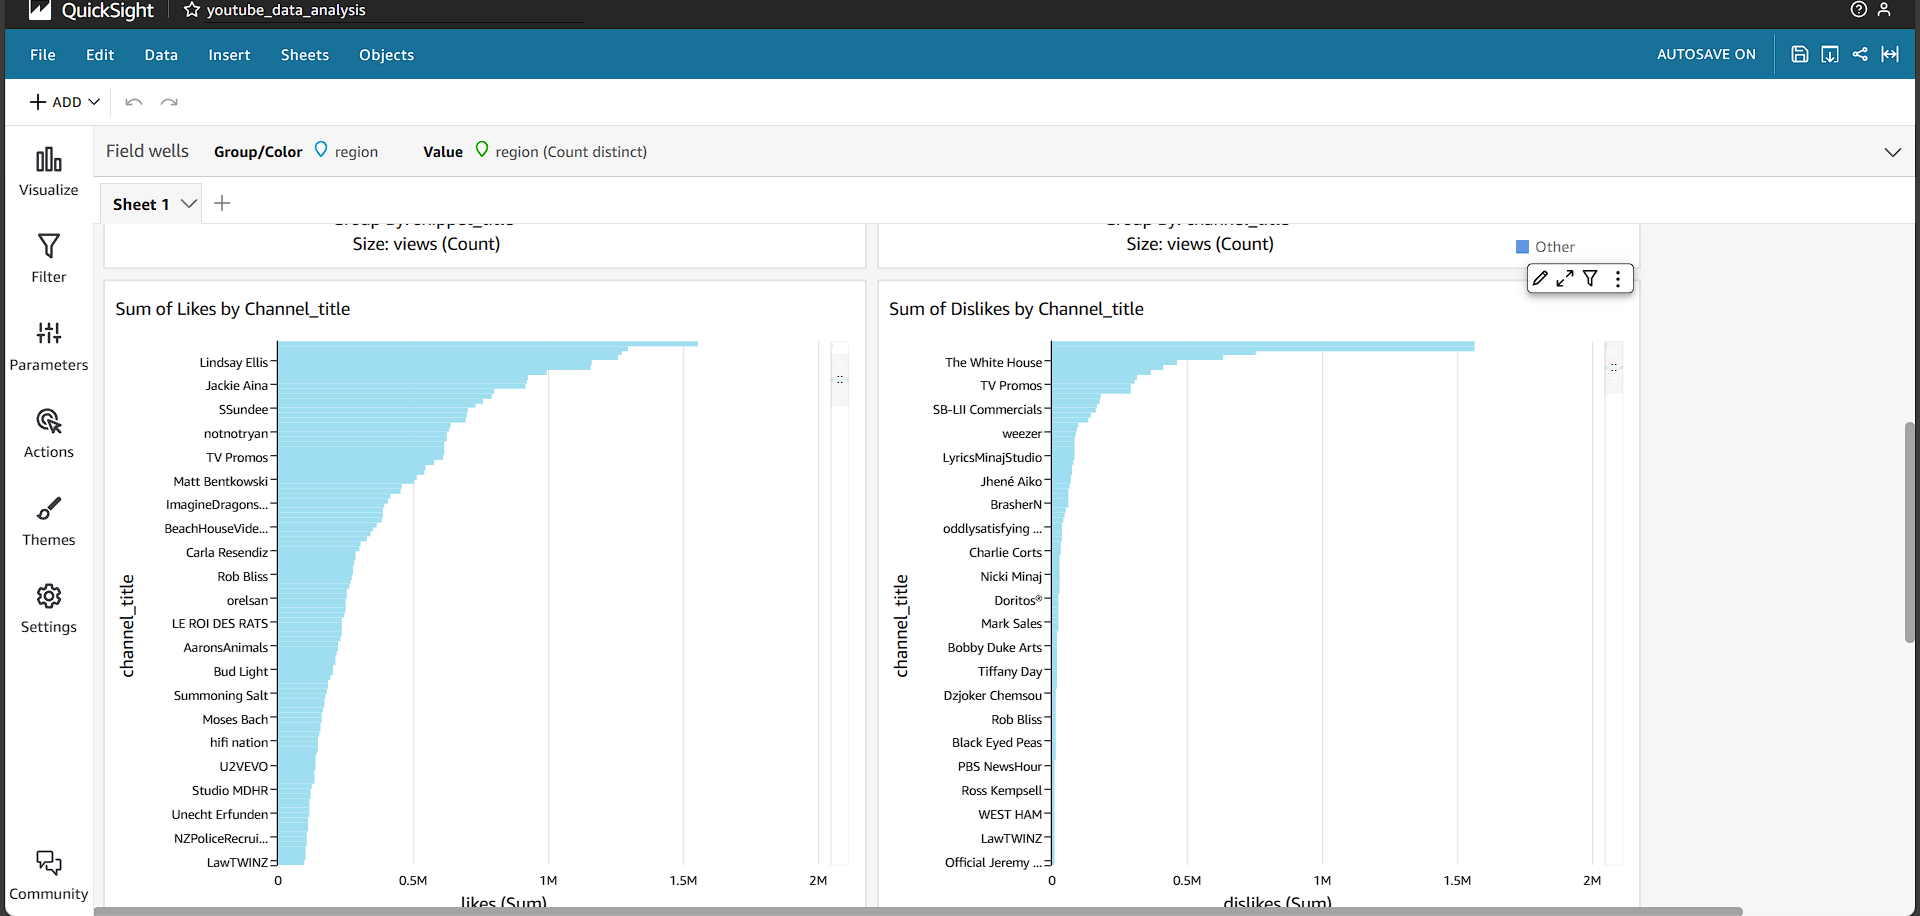 QuickSight youtube_data_analysis
File Edit Data Insert Sheets Objects AUTOSAVE ON
ADD
Field wells Group/Color region Value region (Count distinct)
Sheet 1
Visualize
Filter
Parameters
Actions
Themes
Settings
Community
Group By: snippet_title
Size: views (Count)
Group By: channel_title
Size: views (Count)
Other
Sum of Likes by Channel_title
channel_title
Lindsay Ellis
Jackie Aina
SSundee
notnotryan
TV Promos
Matt Bentkowski
ImagineDragons...
BeachHouseVide...
Carla Resendiz
Rob Bliss
orelsan
LE ROI DES RATS
AaronsAnimals
Bud Light
Summoning Salt
Moses Bach
hifi nation
U2VEVO
Studio MDHR
Unecht Erfunden
NZPoliceRecrui...
LawTWINZ
0 0.5M 1M 1.5M 2M
likes (Sum)
Sum of Dislikes by Channel_title
channel_title
The White House
TV Promos
SB-LII Commercials
weezer
LyricsMinajStudio
Jhené Aiko
BrasherN
oddlysatisfying ...
Charlie Corts
Nicki Minaj
Doritos®
Mark Sales
Bobby Duke Arts
Tiffany Day
Dzjoker Chemsou
Rob Bliss
Black Eyed Peas
PBS NewsHour
Ross Kempsell
WEST HAM
LawTWINZ
Official Jeremy ...
0 0.5M 1M 1.5M 2M
dislikes (Sum)